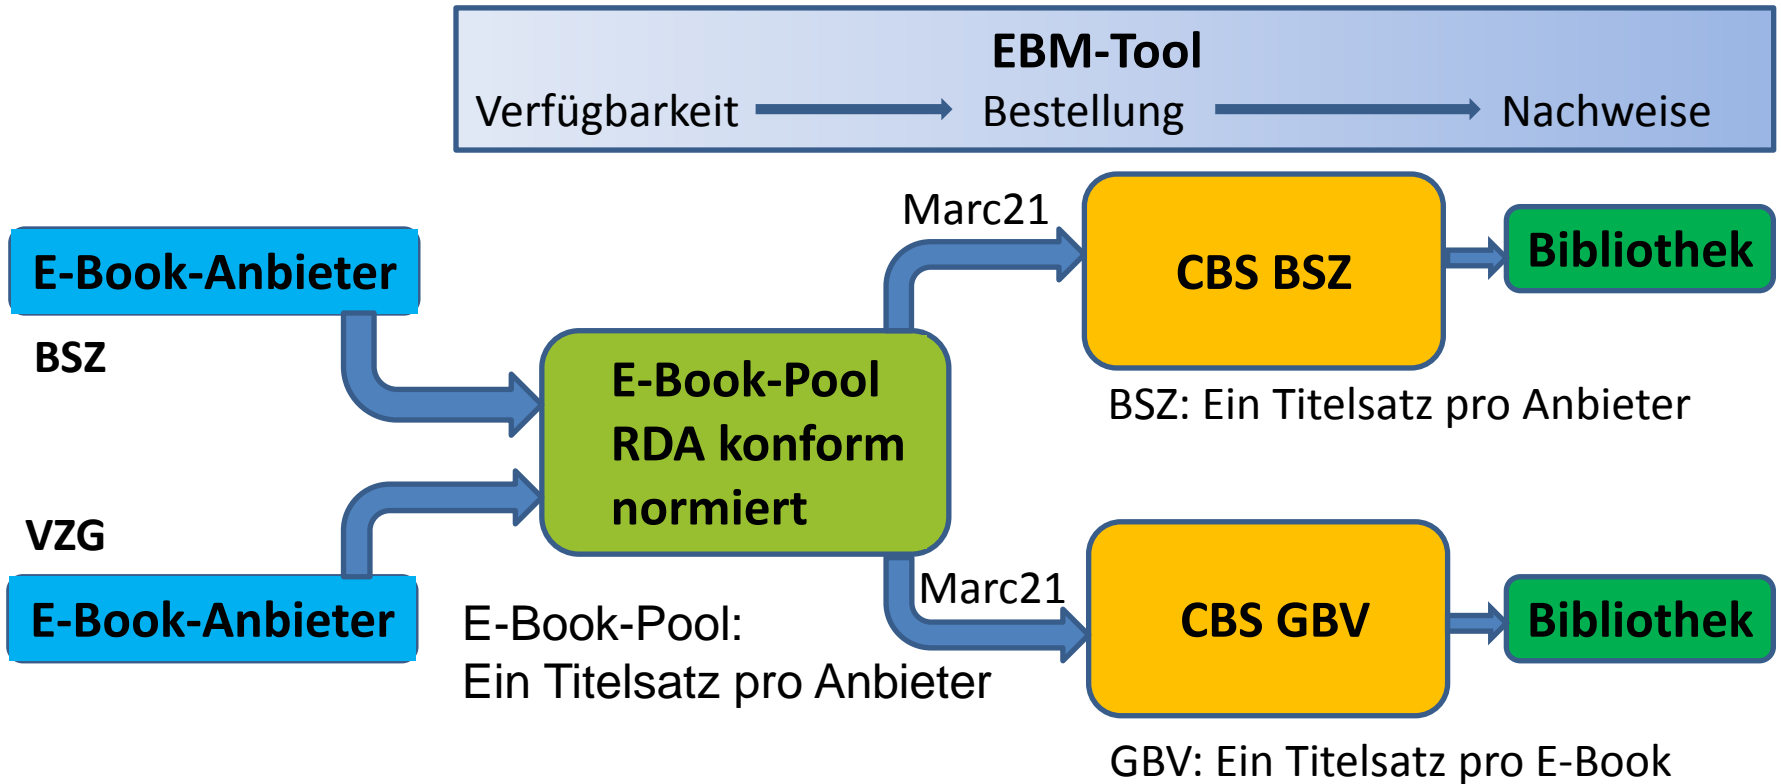 EBM-Tool
Verfügbarkeit Bestellung Nachweise
Marc21
E-Book-Anbieter
CBS BSZ
Bibliothek
BSZ
E-Book-Pool
RDA konform
normiert
BSZ: Ein Titelsatz pro Anbieter
VZG
E-Book-Anbieter
Marc21
CBS GBV
Bibliothek
E-Book-Pool:
Ein Titelsatz pro Anbieter
GBV: Ein Titelsatz pro E-Book